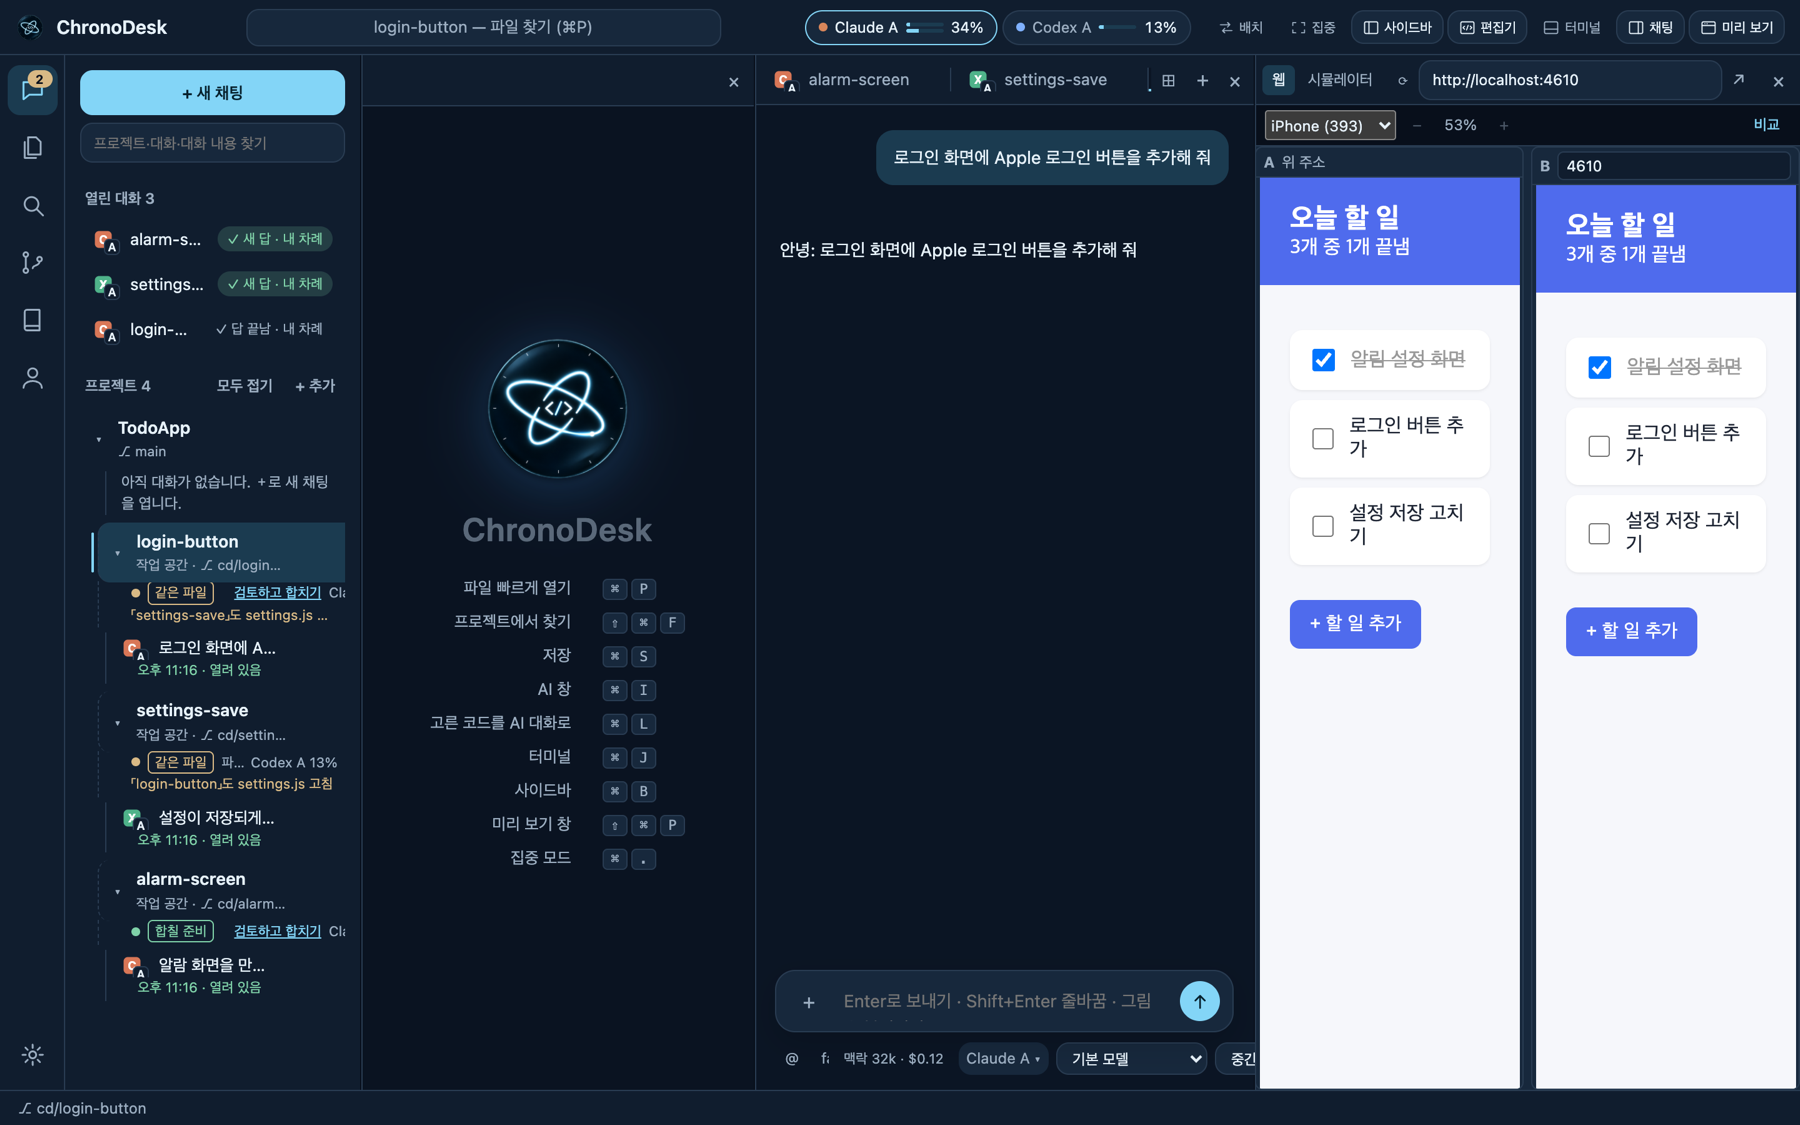 ChronoDesk
login-button — 파일 찾기 (⌘P)
Claude A 34%
Codex A 13%
배치
집중
사이드바
편집기
터미널
채팅
미리 보기
2
+ 새 채팅
프로젝트·대화·대화 내용 찾기
열린 대화 3
alarm-s... ✓ 새 답 · 내 차례
settings... ✓ 새 답 · 내 차례
login-... ✓ 답 끝남 · 내 차례
프로젝트 4 모두 접기 + 추가
TodoApp
main
아직 대화가 없습니다. +로 새 채팅
을 엽니다.
login-button
작업 공간 · cd/login...
같은 파일 검토하고 합치기
「settings-save」도 settings.js ...
로그인 화면에 A...
오후 11:16 · 열려 있음
settings-save
작업 공간 · cd/settin...
같은 파일 파... Codex A 13%
「login-button」도 settings.js 고침
설정이 저장되게...
오후 11:16 · 열려 있음
alarm-screen
작업 공간 · cd/alarm...
합칠 준비 검토하고 합치기
알람 화면을 만...
오후 11:16 · 열려 있음
cd/login-button
ChronoDesk
파일 빠르게 열기 ⌘ P
프로젝트에서 찾기 ⇧ ⌘ F
저장 ⌘ S
AI 창 ⌘ I
고른 코드를 AI 대화로 ⌘ L
터미널 ⌘ J
사이드바 ⌘ B
미리 보기 창 ⇧ ⌘ P
집중 모드 ⌘ .
alarm-screen
settings-save
로그인 화면에 Apple 로그인 버튼을 추가해 줘
안녕: 로그인 화면에 Apple 로그인 버튼을 추가해 줘
Enter로 보내기 · Shift+Enter 줄바꿈 · 그림
@ 맥락 32k · $0.12 Claude A 기본 모델 중간
웹 시뮬레이터 http://localhost:4610
iPhone (393) − 53% + 비교
A 위 주소
오늘 할 일
3개 중 1개 끝냄
알림 설정 화면
로그인 버튼 추
가
설정 저장 고치
기
+ 할 일 추가
B 4610
오늘 할 일
3개 중 1개 끝냄
알림 설정 화면
로그인 버튼 추
가
설정 저장 고치
기
+ 할 일 추가